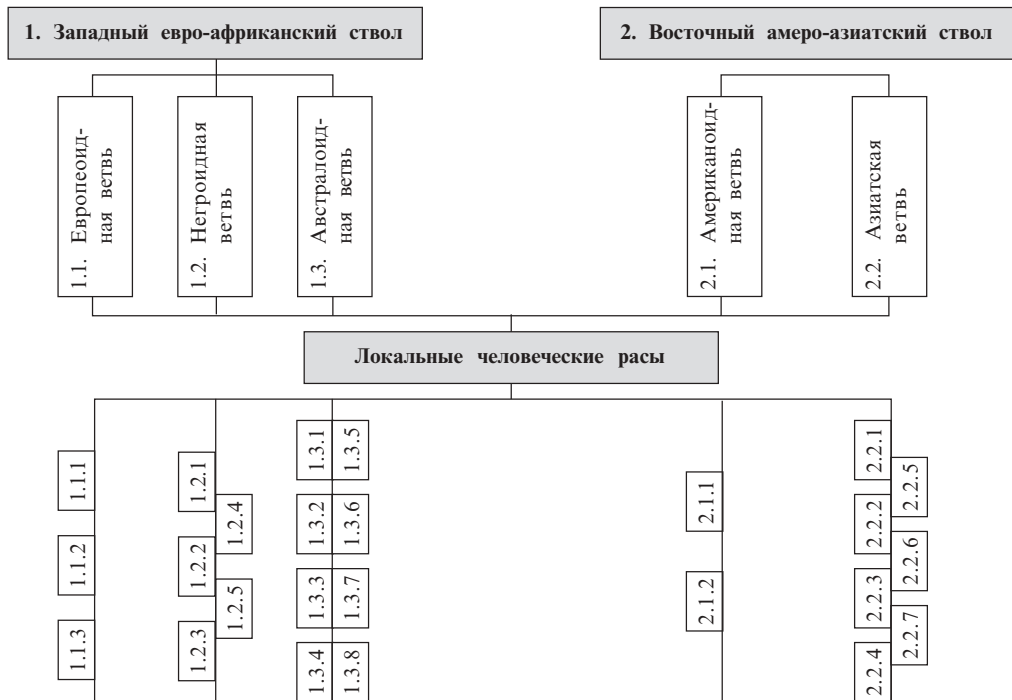 1. Западный евро-африканский ствол
2. Восточный амеро-азиатский ствол
1.1. Европеоид-
ная ветвь
1.2. Негроидная
ветвь
1.3. Австралоид-
ная ветвь
2.1. Американоид-
ная ветвь
2.2. Азиатская
ветвь
Локальные человеческие расы
1.1.1
1.1.2
1.1.3
1.2.1
1.2.2
1.2.3
1.2.4
1.2.5
1.3.1
1.3.2
1.3.3
1.3.4
1.3.5
1.3.6
1.3.7
1.3.8
2.1.1
2.1.2
2.2.1
2.2.2
2.2.3
2.2.4
2.2.5
2.2.6
2.2.7